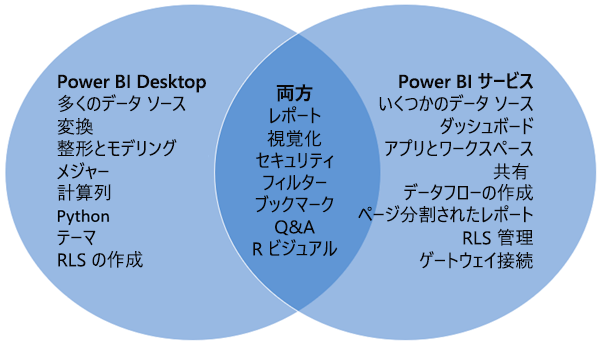 Power BI Desktop
多くのデータ ソース
変換
整形とモデリング
メジャー
計算列
Python
テーマ
RLS の作成
両方
レポート
視覚化
セキュリティ
フィルター
ブックマーク
Q&A
R ビジュアル
Power BI サービス
いくつかのデータ ソース
ダッシュボード
アプリとワークスペース
共有
データフローの作成
ページ分割されたレポート
RLS 管理
ゲートウェイ接続